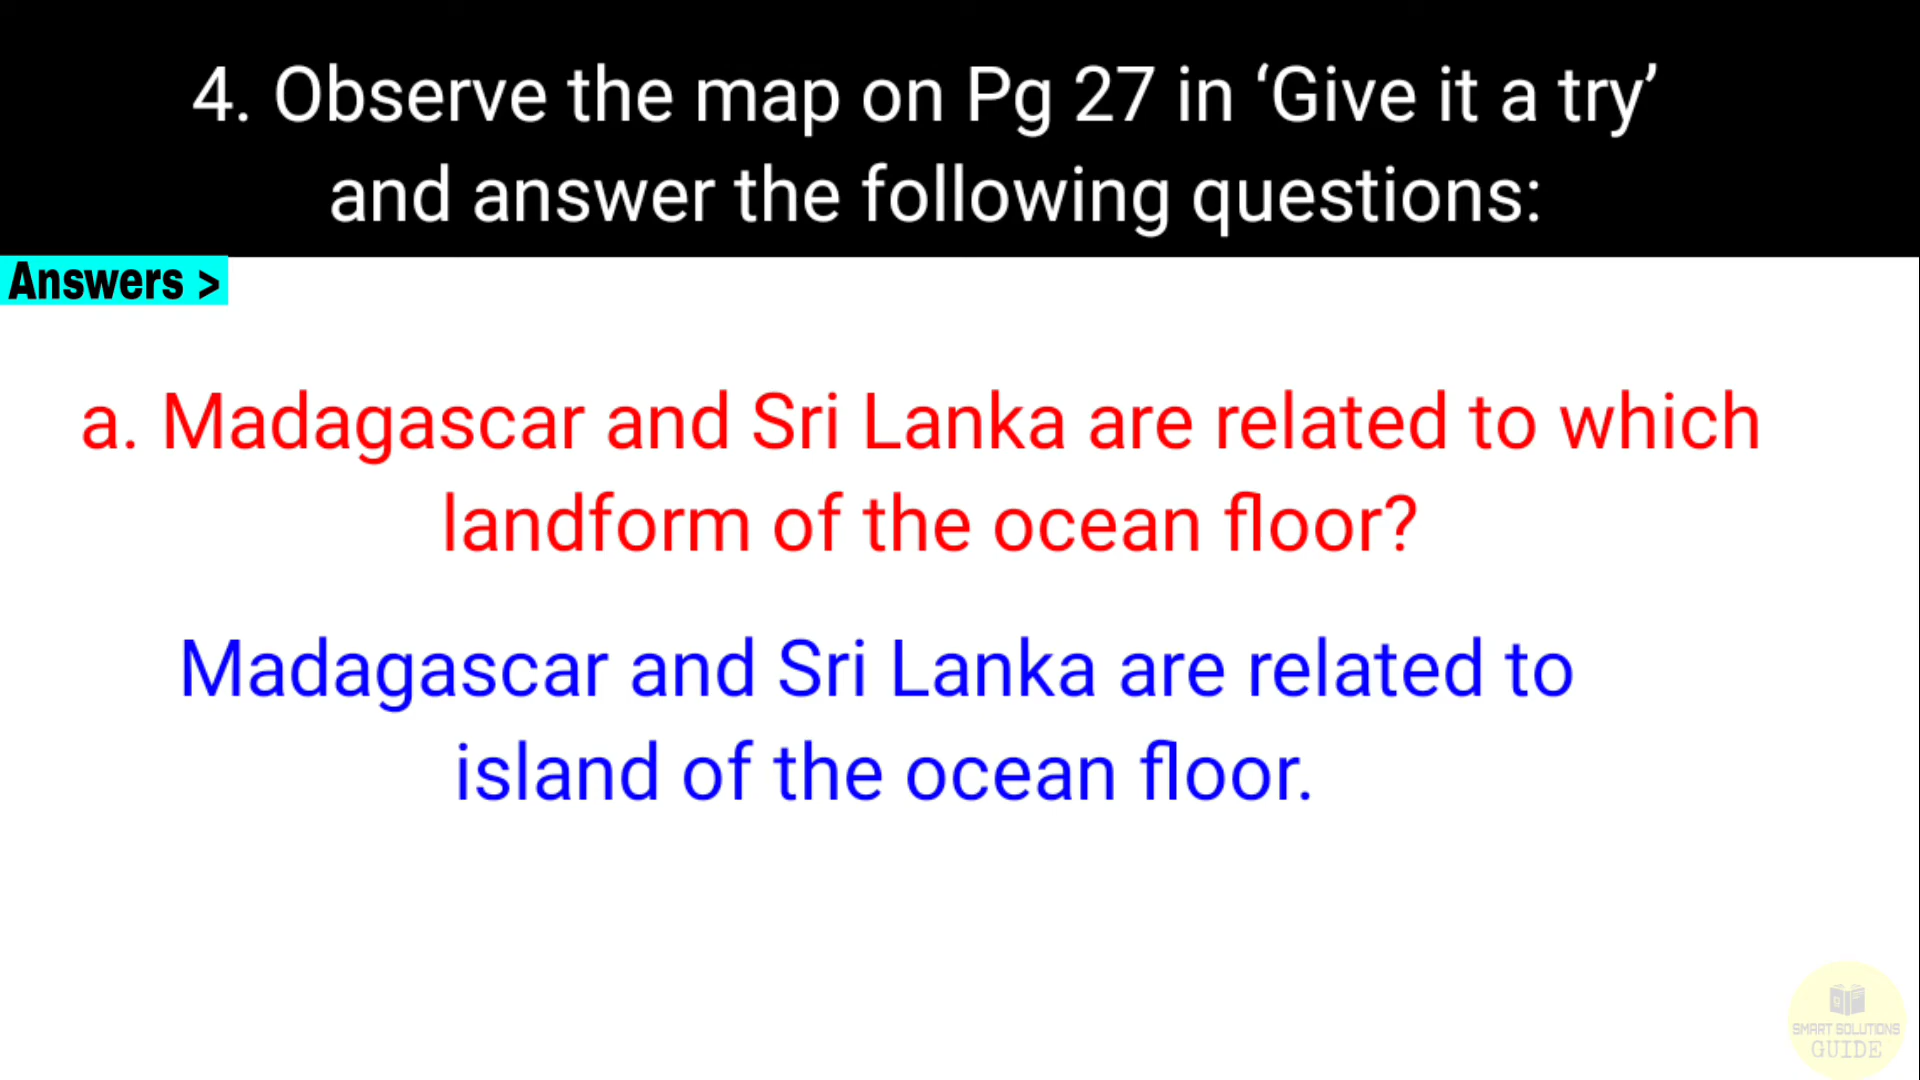 4. Observe the map on Pg 27 in ‘Give it a try’
and answer the following questions:
Answers >
a. Madagascar and Sri Lanka are related to which
landform of the ocean floor?
Madagascar and Sri Lanka are related to
island of the ocean floor.
SMART SOLUTIONS
GUIDE